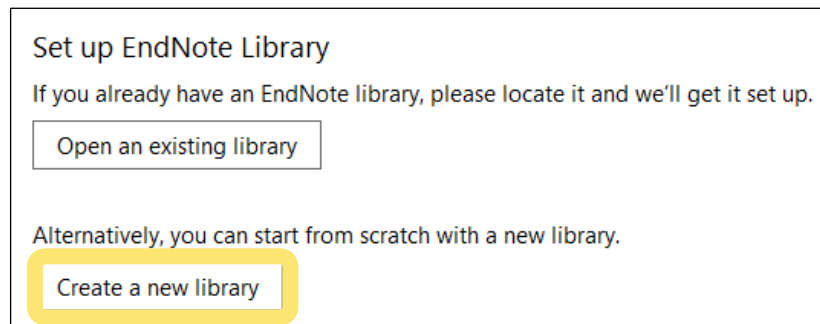 Set up EndNote Library
If you already have an EndNote library, please locate it and we'll get it set up.
Open an existing library
Alternatively, you can start from scratch with a new library.
Create a new library